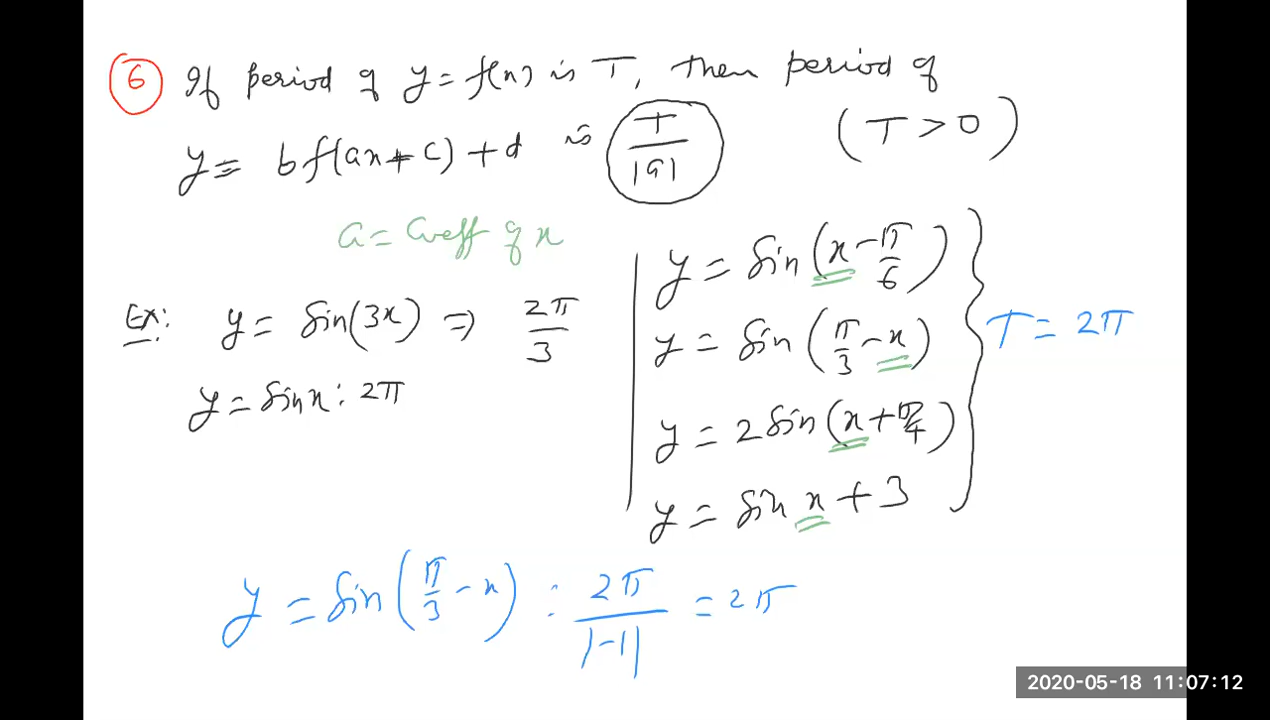 6 If period of y = f(x) is T, then period of
y = b f(ax + c) + d is T/|a| (T > 0)
a = Coeff of x
Ex: y = sin(3x) ⇒ 2π/3
y = sinx : 2π
y = sin(x - π/6)
y = sin(π/3 - x)
y = 2 sin(x + π/4)
y = sin x + 3
T = 2π
y = sin(π/3 - x) : 2π/|-1| = 2π
2020-05-18 11:07:12